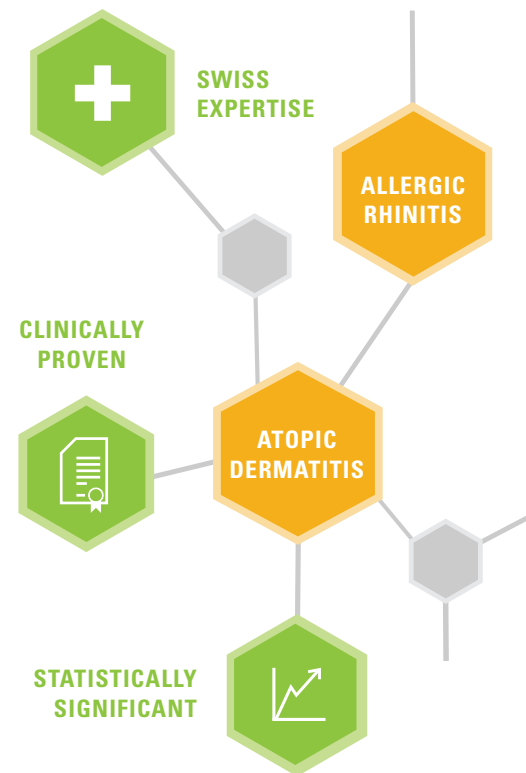 SWISS
EXPERTISE
ALLERGIC
RHINITIS
CLINICALLY
PROVEN
ATOPIC
DERMATITIS
STATISTICALLY
SIGNIFICANT